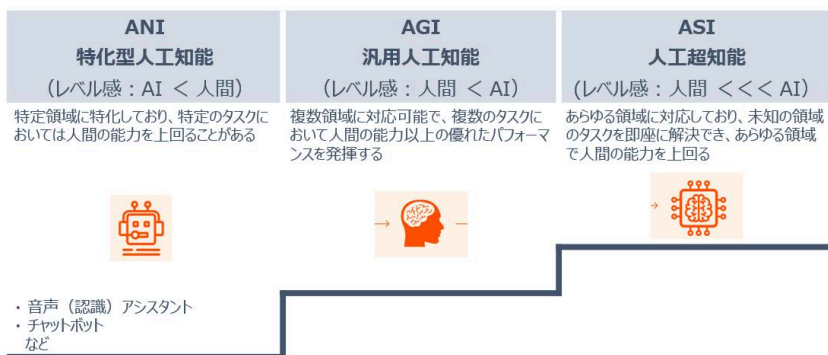 ANI
特化型人工知能
（レベル感：AI ＜ 人間）
特定領域に特化しており、特定のタスクに
おいては人間の能力を上回ることがある
・音声（認識）アシスタント
・チャットボット
など
AGI
汎用人工知能
（レベル感：人間 ＜ AI）
複数領域に対応可能で、複数のタスクに
おいて人間の能力以上の優れたパフォーマ
ンスを発揮する
ASI
人工超知能
(レベル感：人間 ＜＜＜ AI）
あらゆる領域に対応しており、未知の領域
のタスクを即座に解決でき、あらゆる領域
で人間の能力を上回る